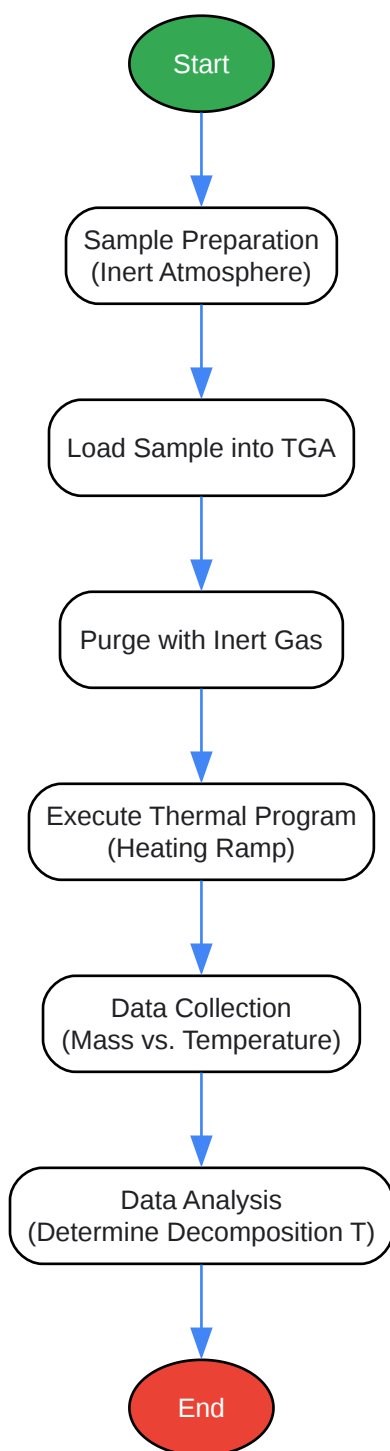 Start
Sample Preparation
(Inert Atmosphere)
Load Sample into TGA
Purge with Inert Gas
Execute Thermal Program
(Heating Ramp)
Data Collection
(Mass vs. Temperature)
Data Analysis
(Determine Decomposition T)
End